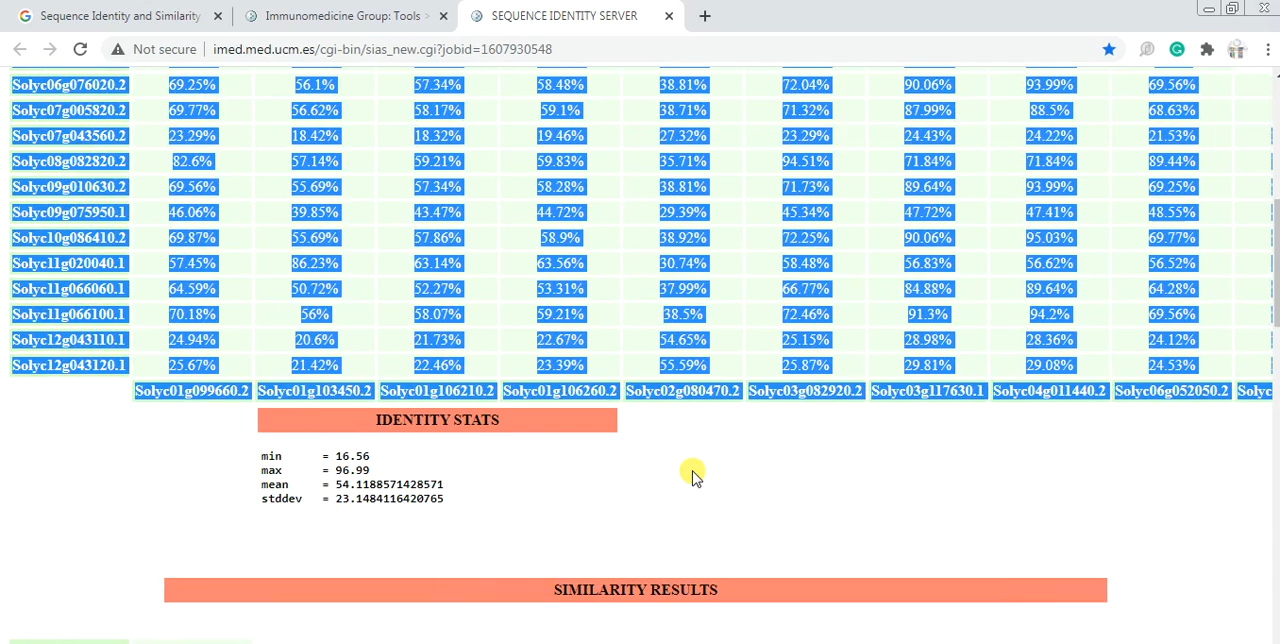 Sequence Identity and Similarity
Immunomedicine Group: Tools >
SEQUENCE IDENTITY SERVER
Not secure
imed.med.ucm.es/cgi-bin/sias_new.cgi?jobid=1607930548
Solyc06g076020.2 69.25% 56.1% 57.34% 58.48% 38.81% 72.04% 90.06% 93.99% 69.56%
Solyc07g005820.2 69.77% 56.62% 58.17% 59.1% 38.71% 71.32% 87.99% 88.5% 68.63%
Solyc07g043560.2 23.29% 18.42% 18.32% 19.46% 27.32% 23.29% 24.43% 24.22% 21.53%
Solyc08g082820.2 82.6% 57.14% 59.21% 59.83% 35.71% 94.51% 71.84% 71.84% 89.44%
Solyc09g010630.2 69.56% 55.69% 57.34% 58.28% 38.81% 71.73% 89.64% 93.99% 69.25%
Solyc09g075950.1 46.06% 39.85% 43.47% 44.72% 29.39% 45.34% 47.72% 47.41% 48.55%
Solyc10g086410.2 69.87% 55.69% 57.86% 58.9% 38.92% 72.25% 90.06% 95.03% 69.77%
Solyc11g020040.1 57.45% 86.23% 63.14% 63.56% 30.74% 58.48% 56.83% 56.62% 56.52%
Solyc11g066060.1 64.59% 50.72% 52.27% 53.31% 37.99% 66.77% 84.88% 89.64% 64.28%
Solyc11g066100.1 70.18% 56% 58.07% 59.21% 38.5% 72.46% 91.3% 94.2% 69.56%
Solyc12g043110.1 24.94% 20.6% 21.73% 22.67% 54.65% 25.15% 28.98% 28.36% 24.12%
Solyc12g043120.1 25.67% 21.42% 22.46% 23.39% 55.59% 25.87% 29.81% 29.08% 24.53%
Solyc01g099660.2 Solyc01g103450.2 Solyc01g106210.2 Solyc01g106260.2 Solyc02g080470.2 Solyc03g082920.2 Solyc03g117630.1 Solyc04g011440.2 Solyc06g052050.2 Solyc
IDENTITY STATS
min = 16.56
max = 96.99
mean = 54.1188571428571
stddev = 23.1484116420765
SIMILARITY RESULTS